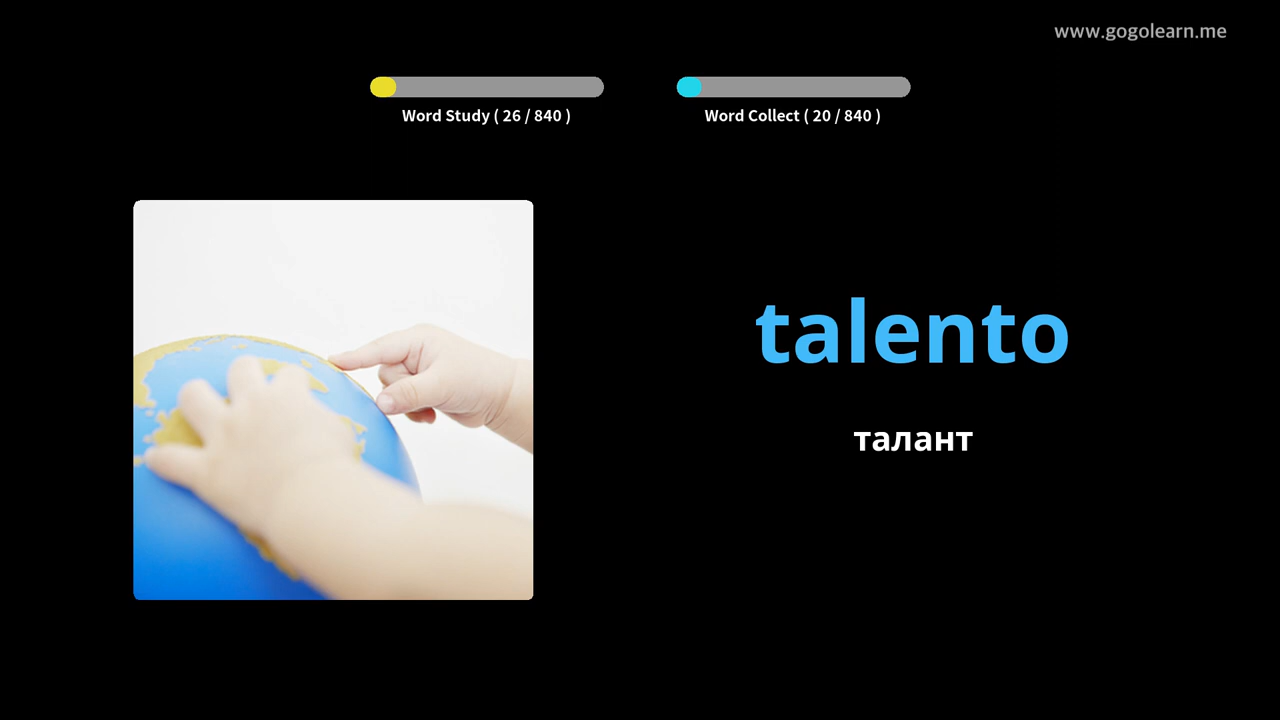 www.gogolearn.me
Word Study ( 26 / 840 )
Word Collect ( 20 / 840 )
talento
талант